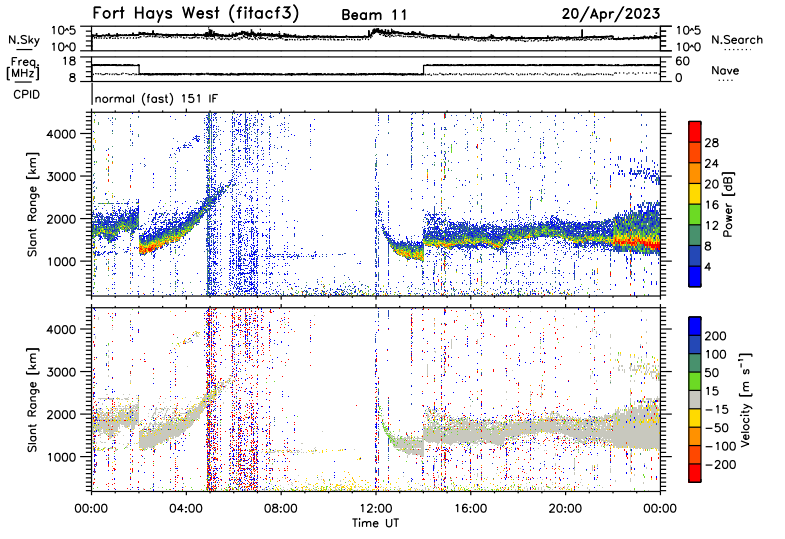 Fort Hays West (fitacf3) Beam 11 20/Apr/2023
N.Sky 10^5 10^0 10^5 10^0 N.Search
Freq. [MHz] 18 8 60 0 Nave
CPID normal (fast) 151 IF
Slant Range [km] 4000 3000 2000 1000
Power [dB] 28 24 20 16 12 8 4
Slant Range [km] 4000 3000 2000 1000
Velocity [m s⁻¹] 200 100 50 15 −15 −50 −100 −200
00:00 04:00 08:00 12:00 16:00 20:00 00:00
Time UT